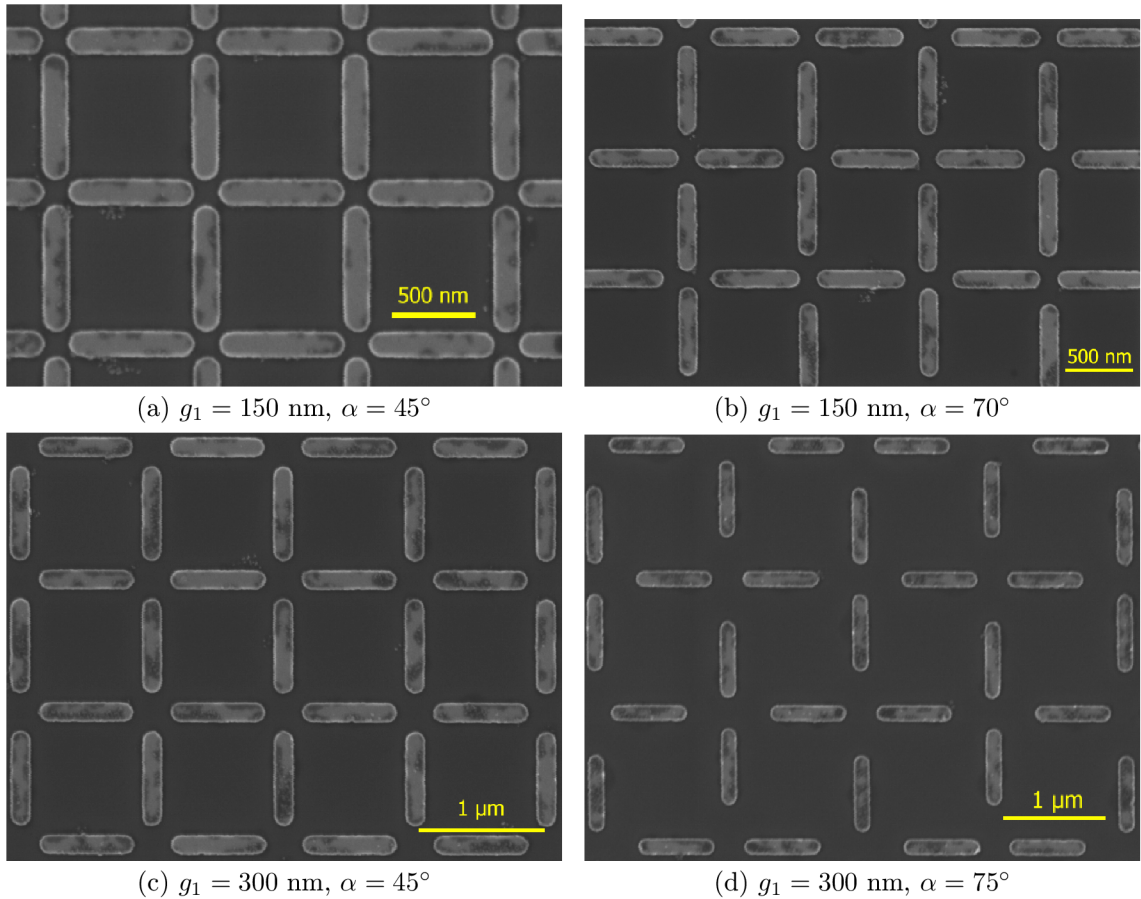 500 nm
500 nm
(a) g₁ = 150 nm, α = 45°
(b) g₁ = 150 nm, α = 70°
1 µm
1 µm
(c) g₁ = 300 nm, α = 45°
(d) g₁ = 300 nm, α = 75°